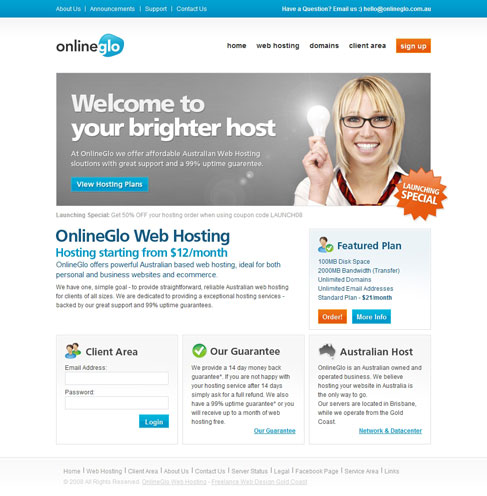 About Us | Announcements | Support | Contact Us
Have a Question? Email us :) hello@onlineglo.com.au
onlineglo
home web hosting domains client area sign up
Welcome to
your brighter host
At OnlineGlo we offer affordable Australian Web Hosting
sloutions with great support and a 99% uptime guarentee.
View Hosting Plans
LAUNCHING
SPECIAL
Launching Special: Get 50% OFF your hosting order when using coupon code LAUNCH08
OnlineGlo Web Hosting
Hosting starting from $12/month
OnlineGlo offers powerful Australian based web hosting, ideal for both
personal and business websites and ecommerce.
We have one, simple goal - to provide straightforward, reliable Australian web hosting
for clients of all sizes. We are dedicated to providing a exceptional hosting services -
backed by our great support and 99% uptime guarantees.
Featured Plan
100MB Disk Space
2000MB Bandwidth (Transfer)
Unlimited Domains
Unlimited Email Addresses
Standard Plan - $21/month
Order! More Info
Client Area
Email Address:
Password:
Login
Our Guarantee
We provide a 14 day money back
guarantee*. If you are not happy with
your hosting service after 14 days
simply ask for a full refund. We also
have a 99% uptime guarantee* or you
will receive up to a month of web
hosting free.
Our Guarantee
Australian Host
OnlineGlo is an Australian owned and
operated business. We believe
hosting your website in Australia is
the only way to go.
Our servers are located in Brisbane,
while we operate from the Gold
Coast.
Network & Datacenter
Home | Web Hosting | Client Area | About Us | Contact Us | Server Status | Legal | Facebook Page | Service Area | Links
© 2008 All Rights Reserved. OnlineGlo Web Hosting - Freelance Web Design Gold Coast